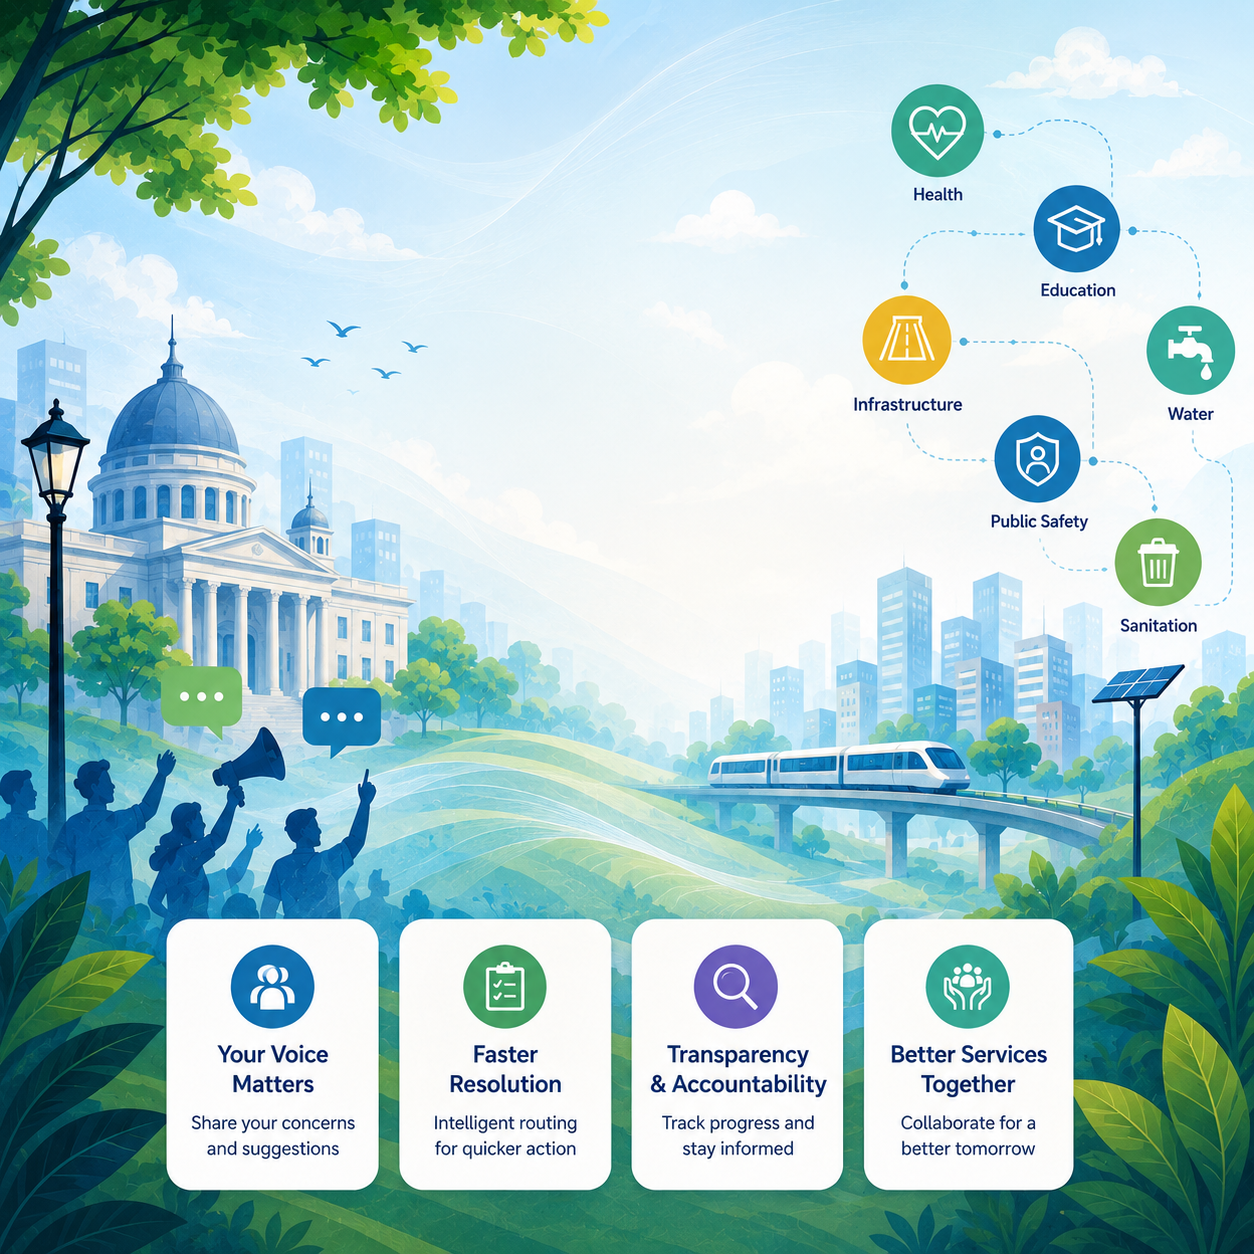 Health
Education
Infrastructure
Water
Public Safety
Sanitation
Your Voice
Matters
Share your concerns
and suggestions
Faster
Resolution
Intelligent routing
for quicker action
Transparency
& Accountability
Track progress and
stay informed
Better Services
Together
Collaborate for a
better tomorrow